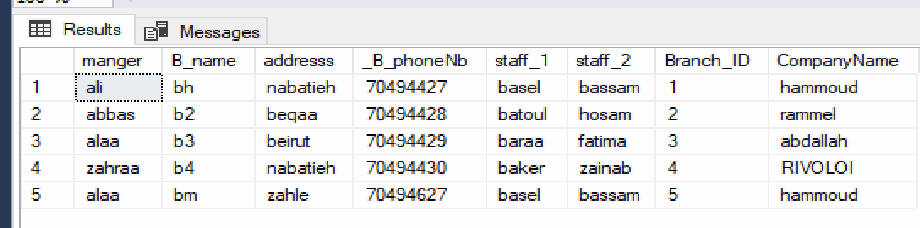 Results Messages
manger B_name addresss _B_phoneNb staff_1 staff_2 Branch_ID CompanyName
1 ali bh nabatieh 70494427 basel bassam 1 hammoud
2 abbas b2 beqaa 70494428 batoul hosam 2 rammel
3 alaa b3 beirut 70494429 baraa fatima 3 abdallah
4 zahraa b4 nabatieh 70494430 baker zainab 4 RIVOLOI
5 alaa bm zahle 70494627 basel bassam 5 hammoud